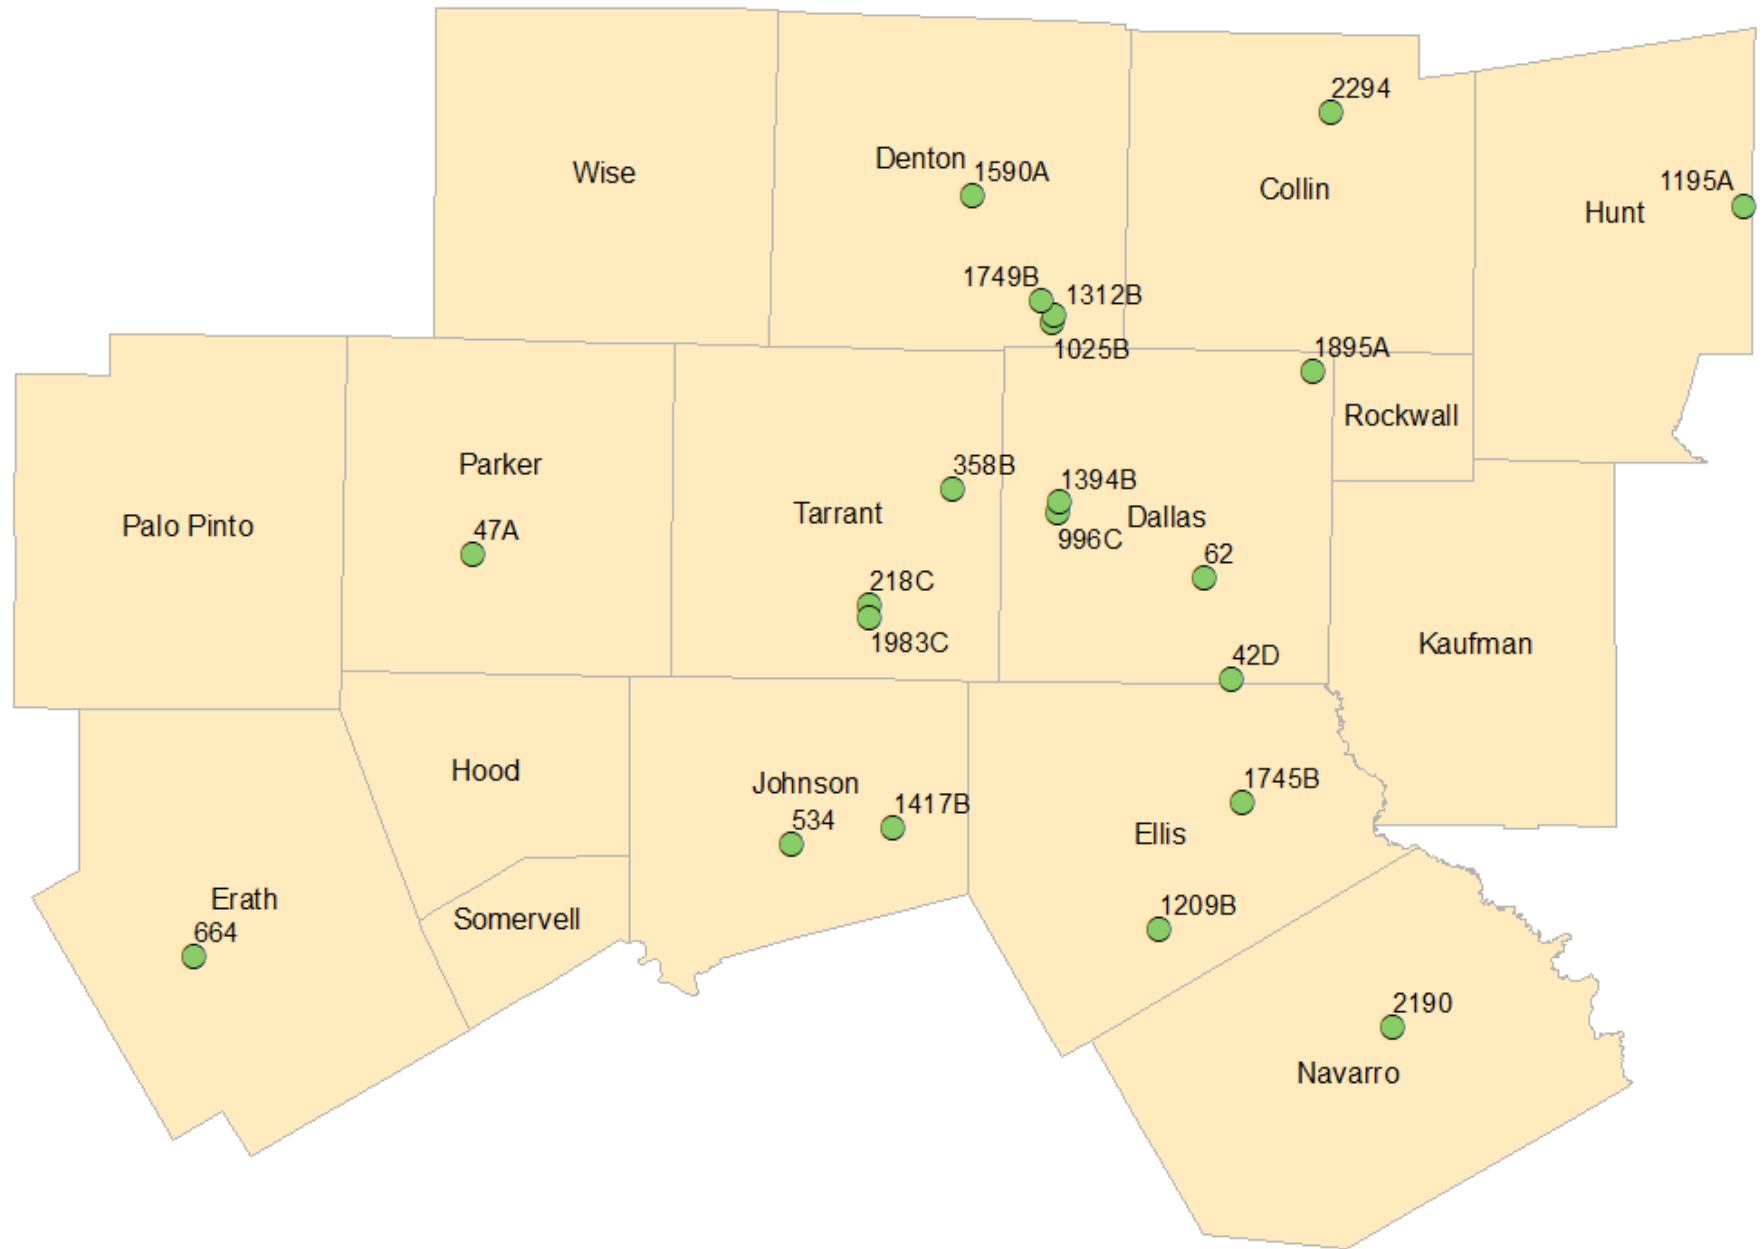 2294
Denton
1590A
Wise
Collin
1195A
Hunt
1749B
1312B
1025B
1895A
Rockwall
Parker
358B
1394B
Tarrant
Dallas
Palo Pinto
47A
996C
62
218C
1983C
Kaufman
42D
Hood
Johnson
1745B
534
1417B
Ellis
Erath
1209B
Somervell
664
2190
Navarro